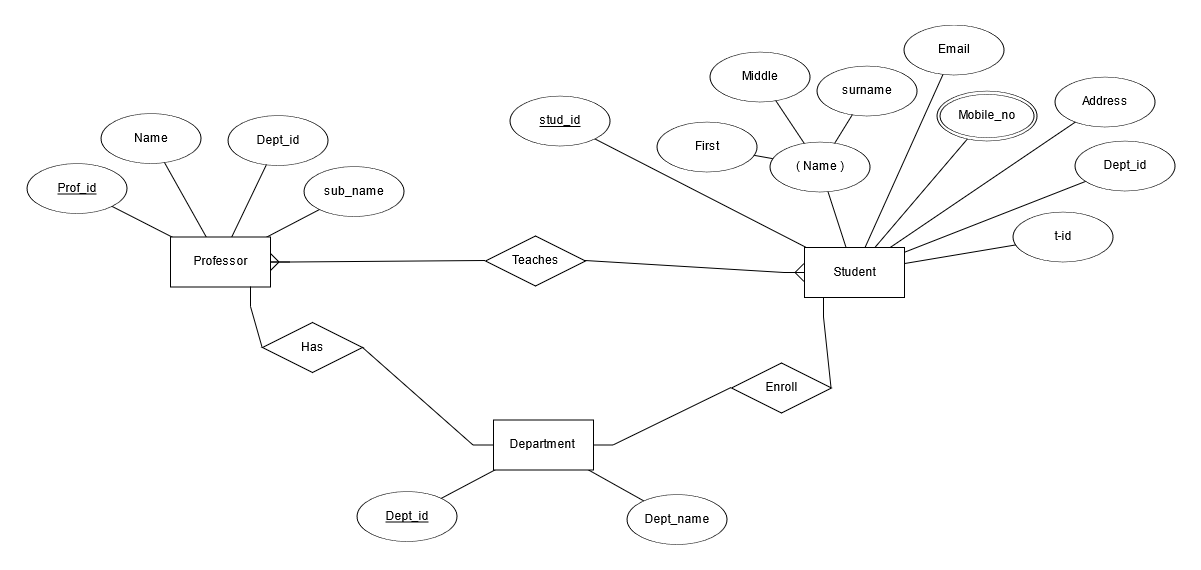 Email
Middle
surname
Address
Mobile_no
stud_id
Name
Dept_id
First
( Name )
Dept_id
Prof_id
sub_name
t-id
Professor
Teaches
Student
Has
Enroll
Department
Dept_id
Dept_name